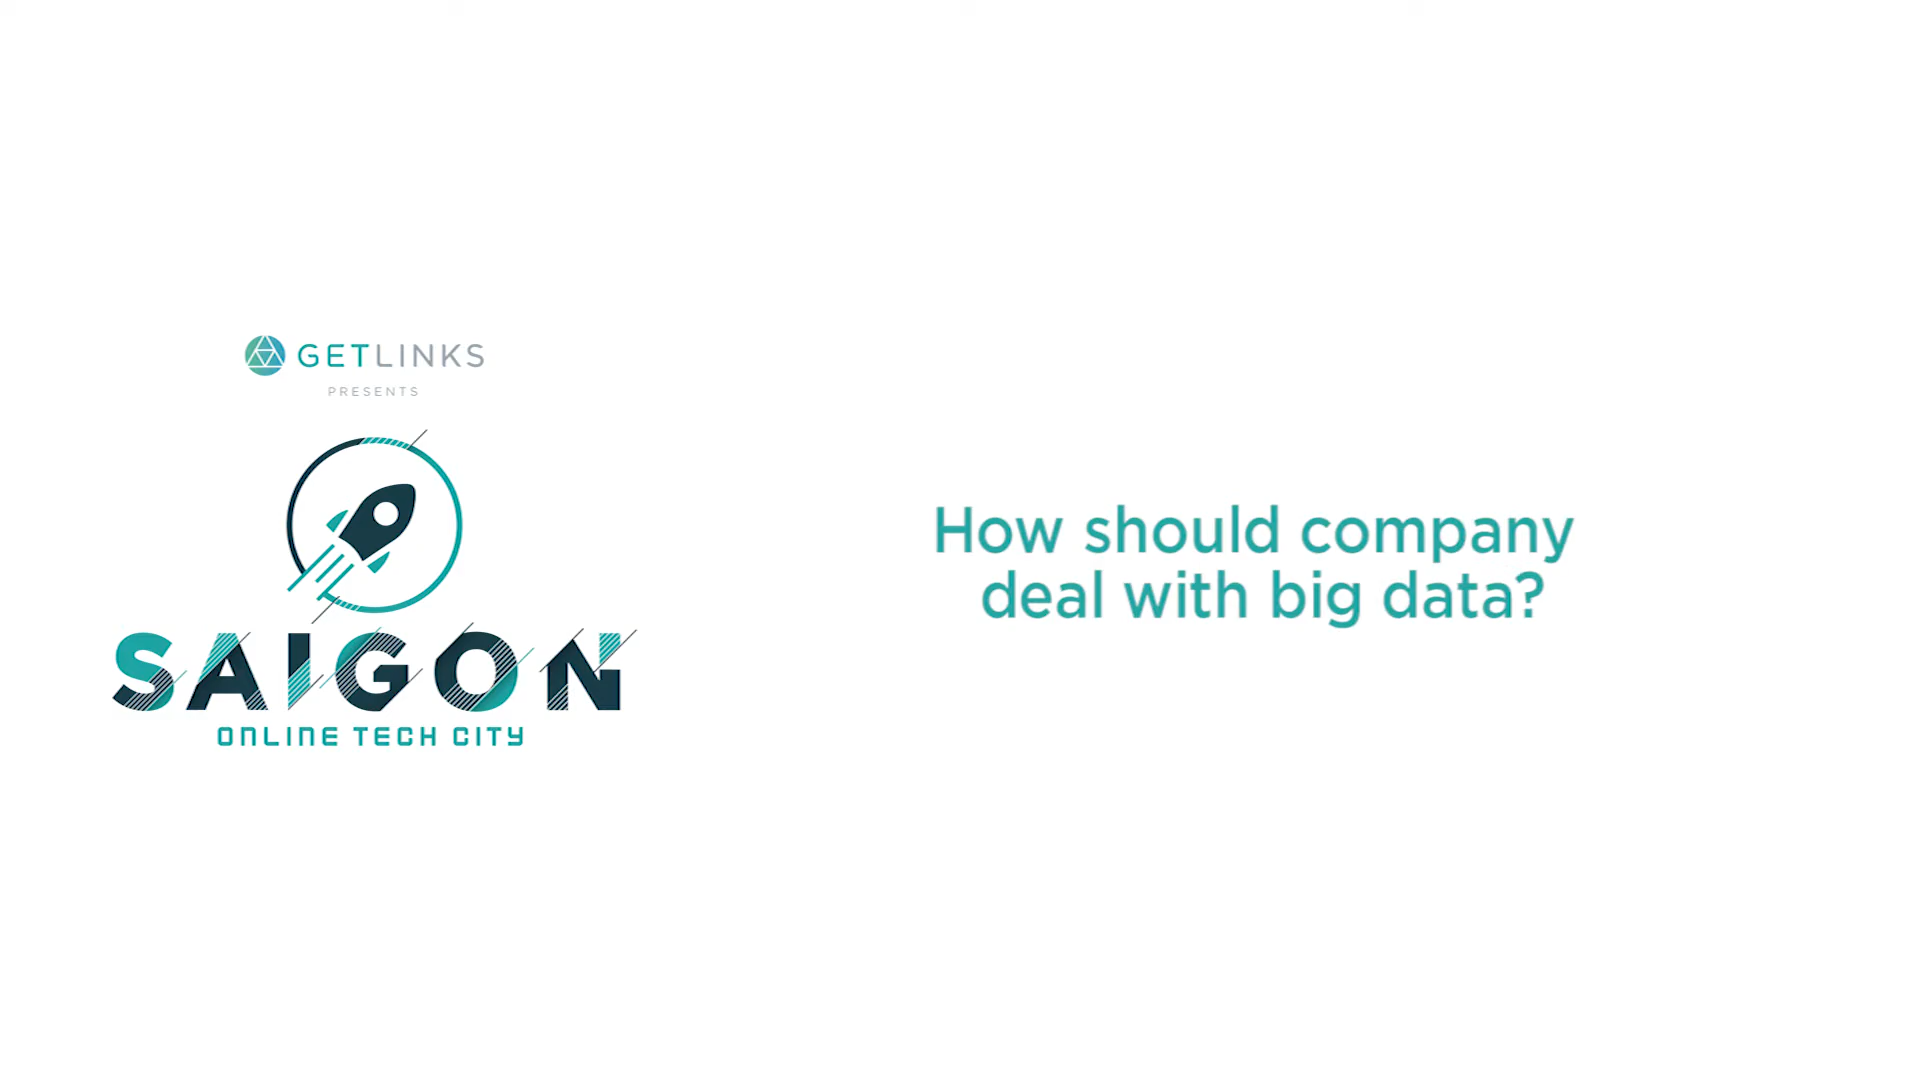 GETLINKS
PRESENTS
SAIGON
ONLINE TECH CITY
How should company
deal with big data?